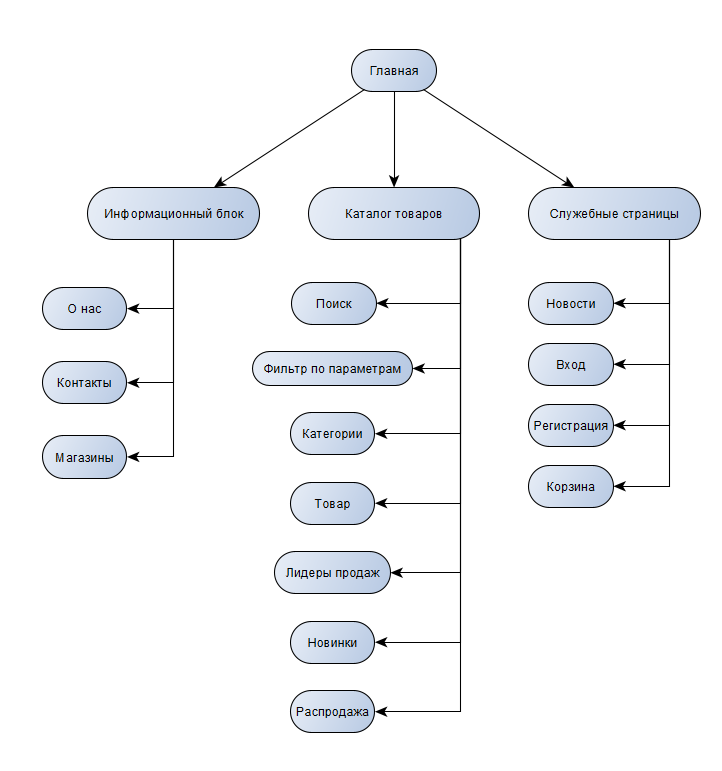 Главная
Информационный блок
Каталог товаров
Служебные страницы
О нас
Контакты
Магазины
Поиск
Фильтр по параметрам
Категории
Товар
Лидеры продаж
Новинки
Распродажа
Новости
Вход
Регистрация
Корзина